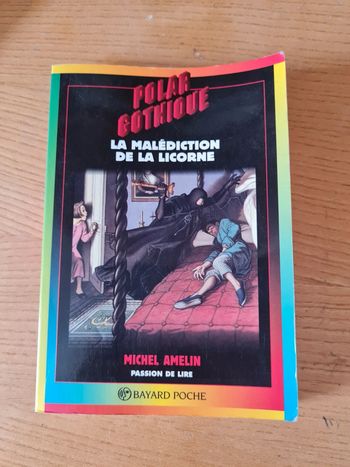 POLAR
GOTHIQUE
LA MALÉDICTION
DE LA LICORNE
MICHEL AMELIN
PASSION DE LIRE
BAYARD POCHE